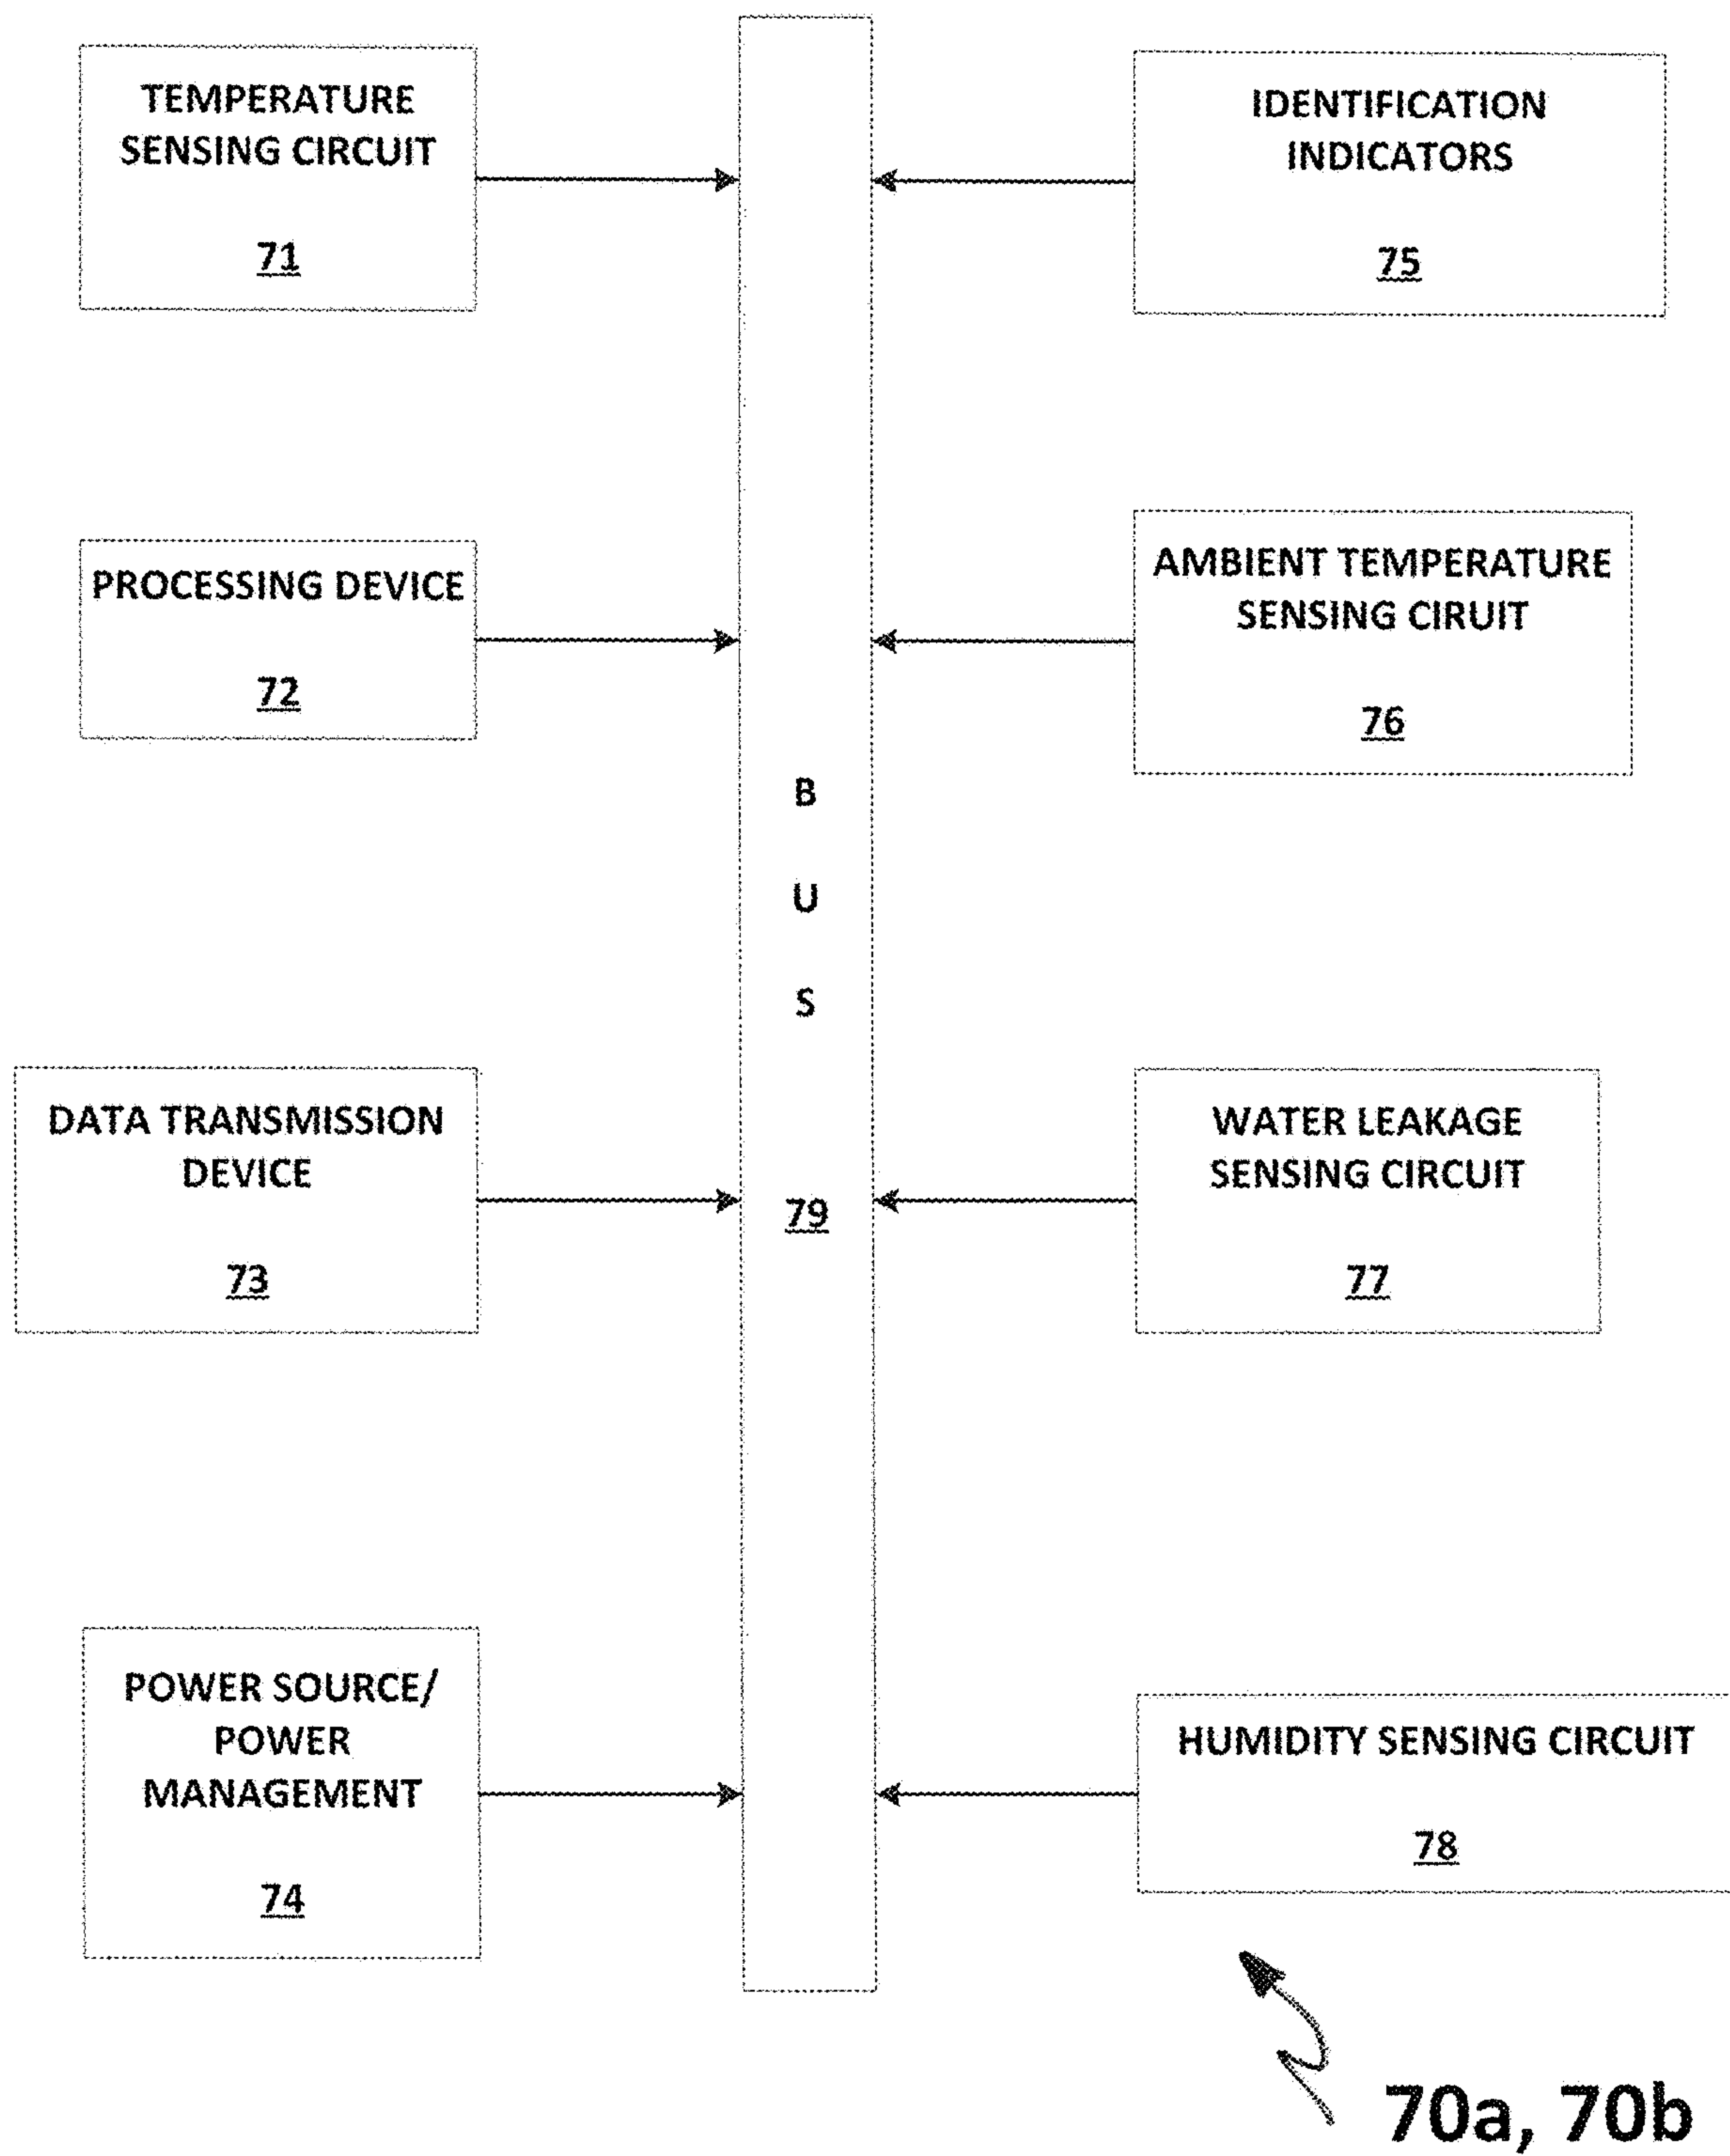 TEMPERATURE
SENSING CIRCUIT
71
PROCESSING DEVICE
72
DATA TRANSMISSION
DEVICE
73
POWER SOURCE/
POWER
MANAGEMENT
74
B
U
S
79
IDENTIFICATION
INDICATORS
75
AMBIENT TEMPERATURE
SENSING CIRUIT
76
WATER LEAKAGE
SENSING CIRCUIT
77
HUMIDITY SENSING CIRCUIT
78
70a, 70b